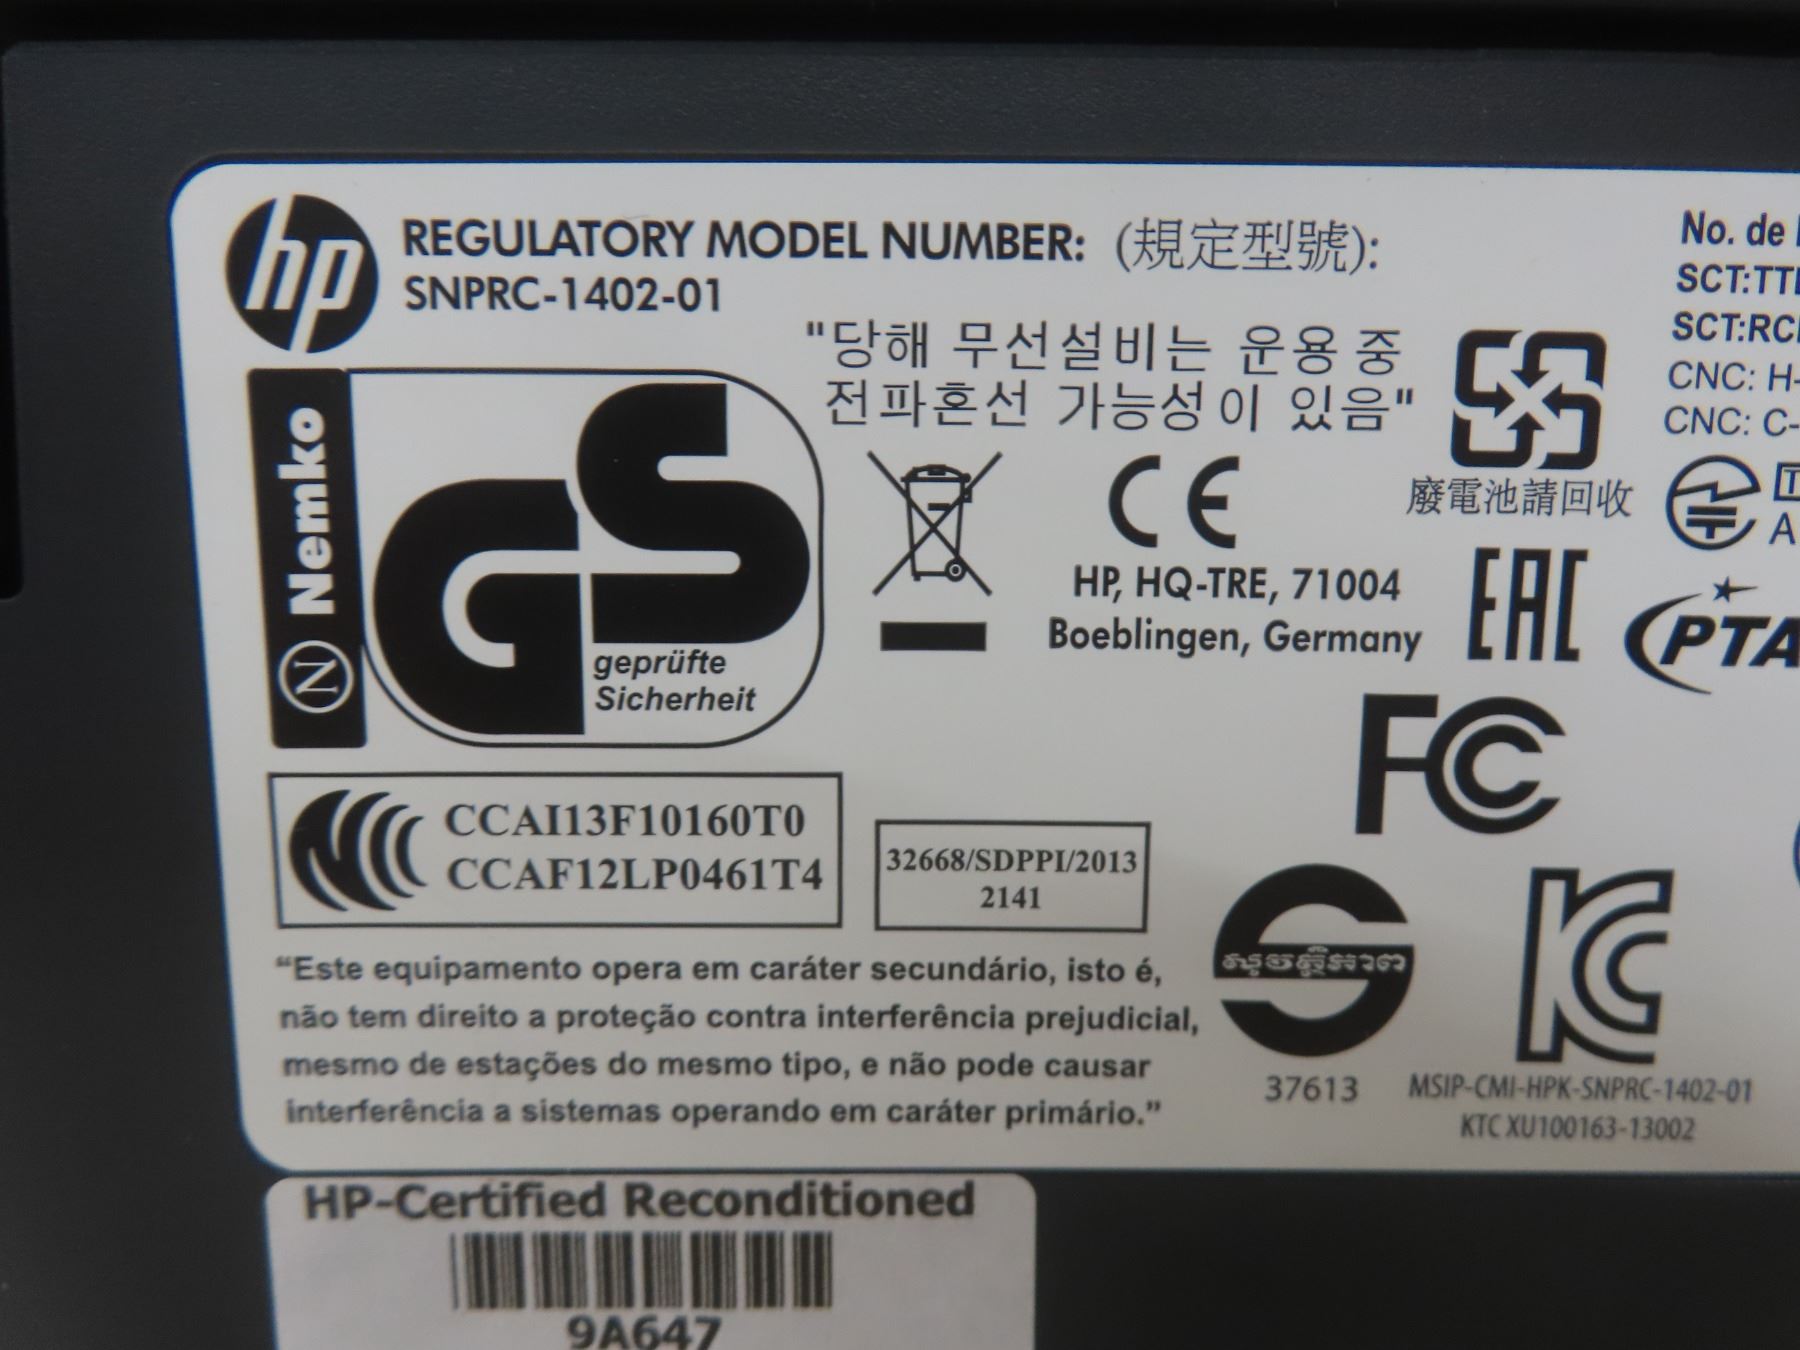 hp
REGULATORY MODEL NUMBER: (規定型號):
SNPRC-1402-01
No. de
SCT:TT
SCT:RC
CNC: H-
CNC: C-
"당해 무선설비는 운용 중
전파혼선 가능성이 있음"
N Nemko
GS
geprüfte
Sicherheit
CE
廢電池請回收
T
A
HP, HQ-TRE, 71004
Boeblingen, Germany
EAC
PTA
FC
CCAI13F10160T0
CCAF12LP0461T4
32668/SDPPI/2013
2141
"Este equipamento opera em caráter secundário, isto é,
não tem direito a proteção contra interferência prejudicial,
mesmo de estações do mesmo tipo, e não pode causar
interferência a sistemas operando em caráter primário."
37613
KC
MSIP-CMI-HPK-SNPRC-1402-01
KTC XU100163-13002
HP-Certified Reconditioned
9A647